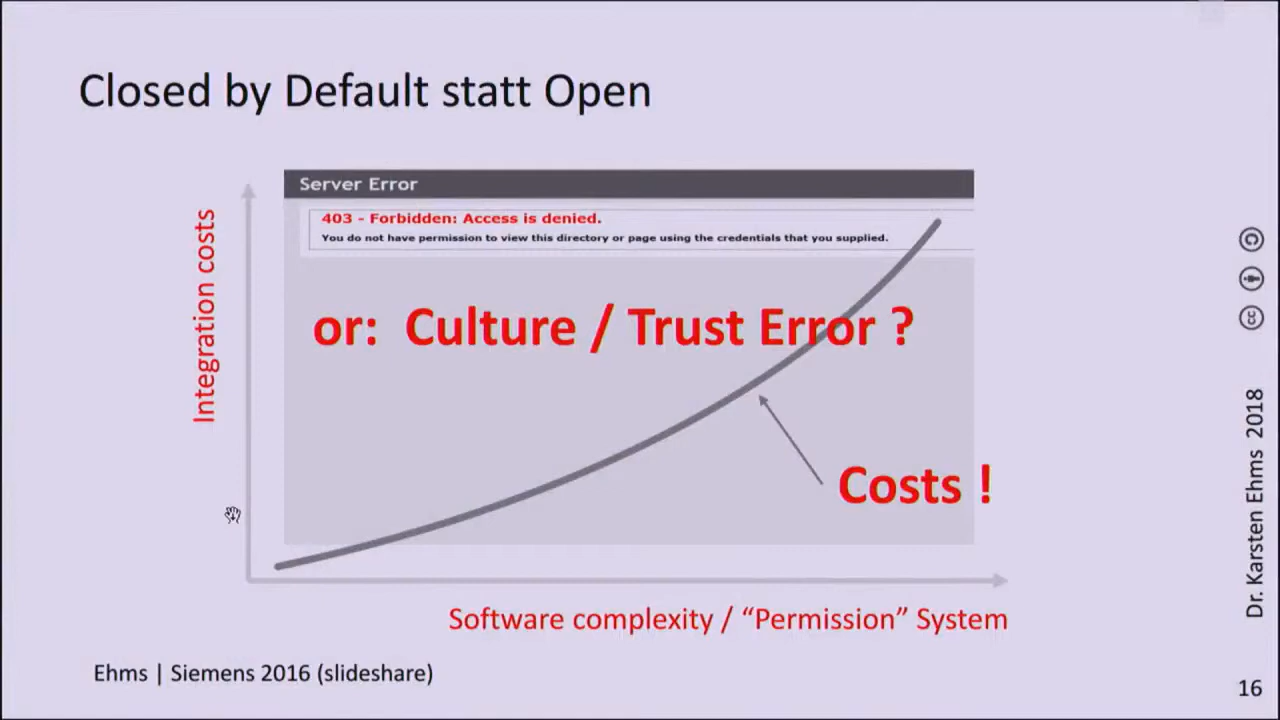 Closed by Default statt Open
Server Error
403 - Forbidden: Access is denied.
You do not have permission to view this directory or page using the credentials that you supplied.
or: Culture / Trust Error ?
Integration costs
Costs !
Software complexity / “Permission” System
Ehms | Siemens 2016 (slideshare)
Dr. Karsten Ehms 2018
cc
16